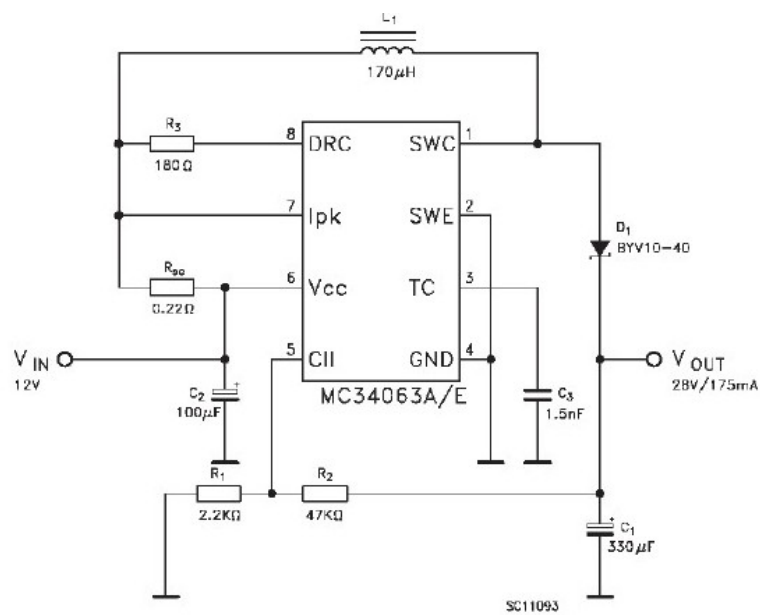 L1
170μH
R3
180Ω
8 DRC SWC 1
7 Ipk SWE 2
D1
BYV10-40
Rsc
0.22Ω
6 Vcc TC 3
VIN
12V
5 CII GND 4
VOUT
28V/175mA
C2
100μF
+
MC34063A/E
C3
1.5nF
R1
2.2KΩ
R2
47KΩ
+
C1
330μF
SC11093